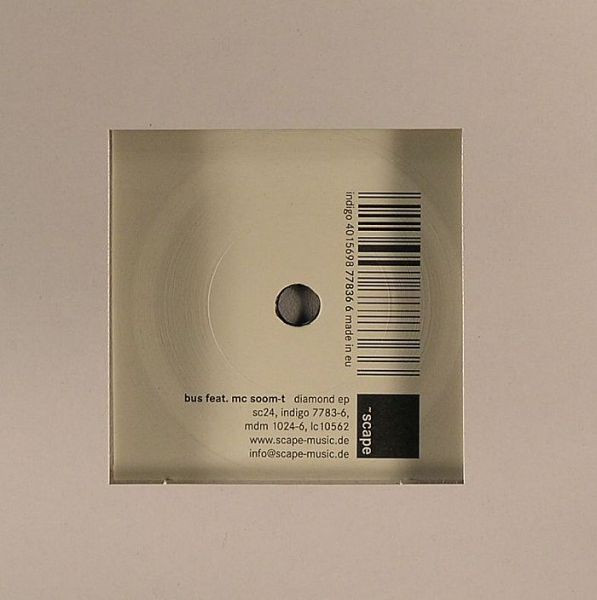 indigo 4015698 77836 6 made in eu
bus feat. mc soom-t diamond ep
sc24, indigo 7783-6,
mdm 1024-6, lc10562
www.scape-music.de
info@scape-music.de
~scape